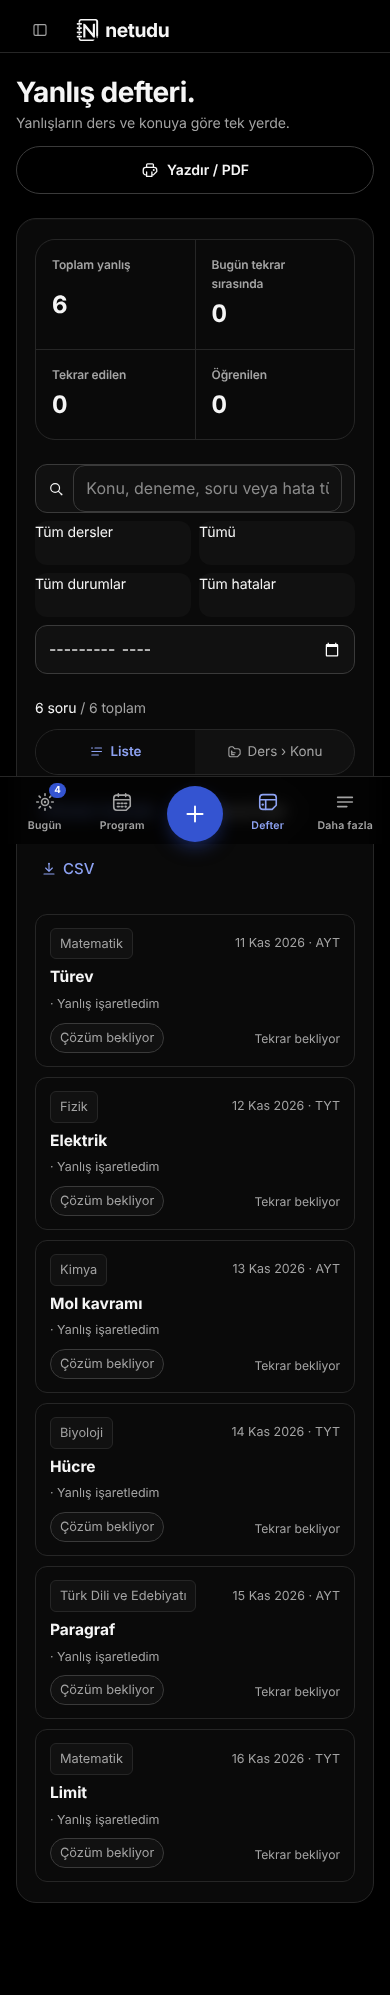 netudu
Yanlış defteri.
Yanlışların ders ve konuya göre tek yerde.
Yazdır / PDF
Toplam yanlış
6
Bugün tekrar
sırasında
0
Tekrar edilen
0
Öğrenilen
0
Konu, deneme, soru veya hata tü
Tüm dersler
Tümü
Tüm durumlar
Tüm hatalar
--------- ----
6 soru / 6 toplam
Liste
Ders › Konu
4
Bugün
Program
Defter
Daha fazla
CSV
Matematik
11 Kas 2026 · AYT
Türev
· Yanlış işaretledim
Çözüm bekliyor
Tekrar bekliyor
Fizik
12 Kas 2026 · TYT
Elektrik
· Yanlış işaretledim
Çözüm bekliyor
Tekrar bekliyor
Kimya
13 Kas 2026 · AYT
Mol kavramı
· Yanlış işaretledim
Çözüm bekliyor
Tekrar bekliyor
Biyoloji
14 Kas 2026 · TYT
Hücre
· Yanlış işaretledim
Çözüm bekliyor
Tekrar bekliyor
Türk Dili ve Edebiyatı
15 Kas 2026 · AYT
Paragraf
· Yanlış işaretledim
Çözüm bekliyor
Tekrar bekliyor
Matematik
16 Kas 2026 · TYT
Limit
· Yanlış işaretledim
Çözüm bekliyor
Tekrar bekliyor